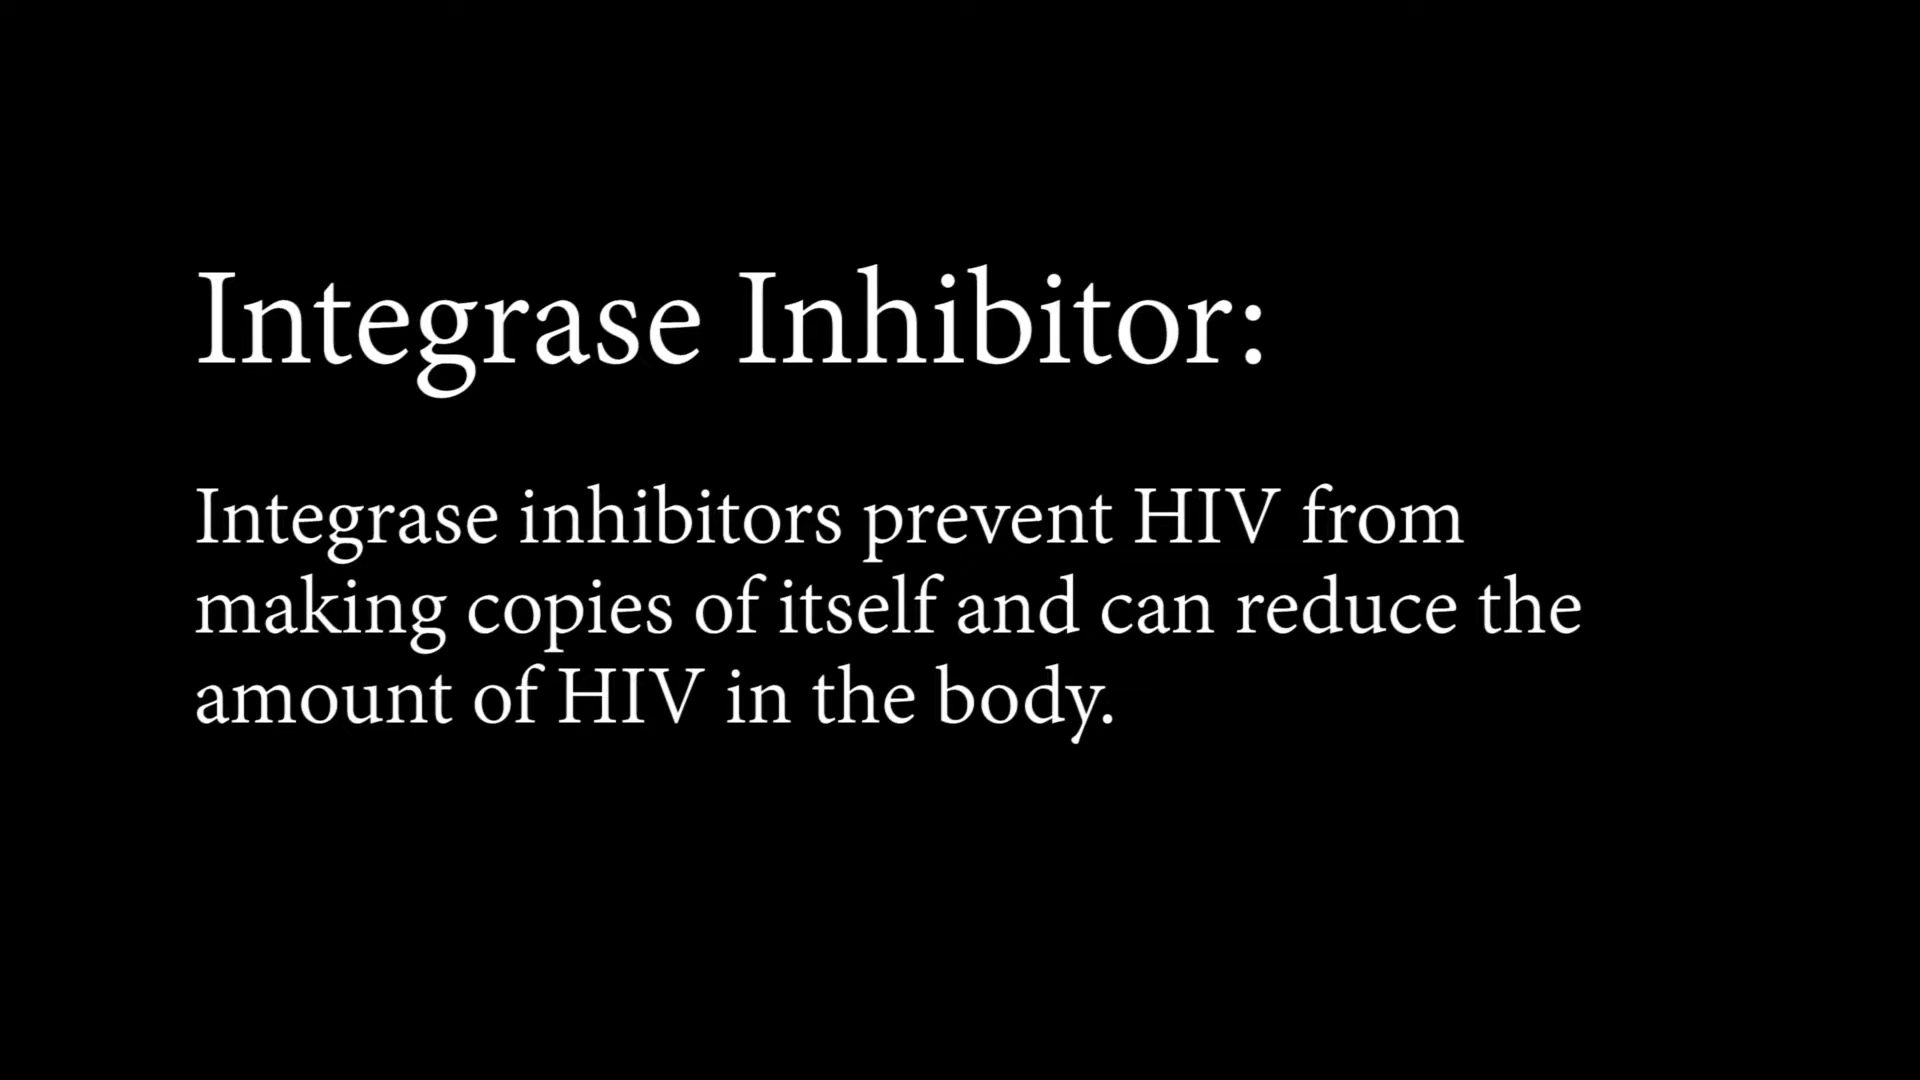 Integrase Inhibitor:
Integrase inhibitors prevent HIV from
making copies of itself and can reduce the
amount of HIV in the body.